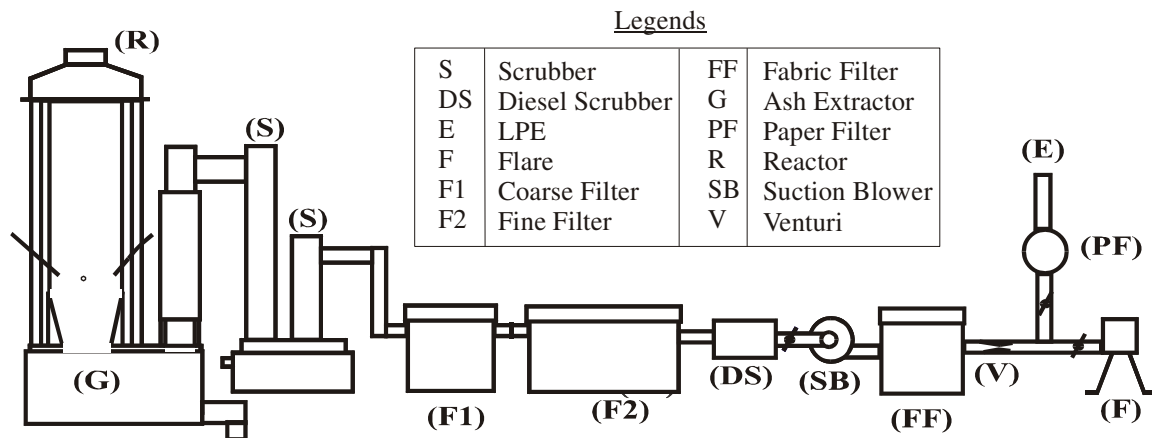 Legends
S Scrubber FF Fabric Filter
DS Diesel Scrubber G Ash Extractor
E LPE PF Paper Filter
F Flare R Reactor
F1 Coarse Filter SB Suction Blower
F2 Fine Filter V Venturi
(R)
(S)
(S)
(E)
(PF)
(G)
(F1)
(F2)
(DS)
(SB)
(FF)
(V)
(F)